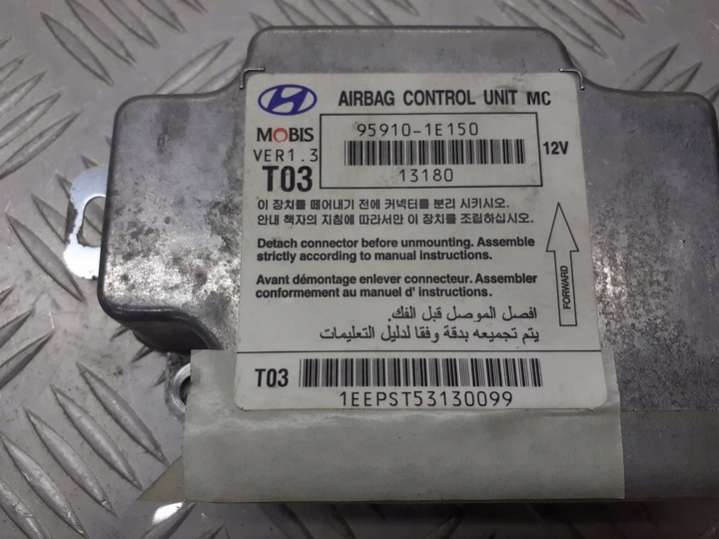 AIRBAG CONTROL UNIT MC
MOBIS
95910-1E150
VER1.3
12V
T03
13180
이 장치를 떼어내기 전에 커넥터를 분리 시키시오.
안내 책자의 지침에 따라서만 이 장치를 조립하십시오.
Detach connector before unmounting. Assemble
strictly according to manual instructions.
Avant démontage enlever connecteur. Assembler
conformement au manuel d' instructions.
افصل الموصل قبل الفك.
يتم تجميعه بدقة وفقا لدليل التعليمات
FORWARD
T03
1EEPST53130099